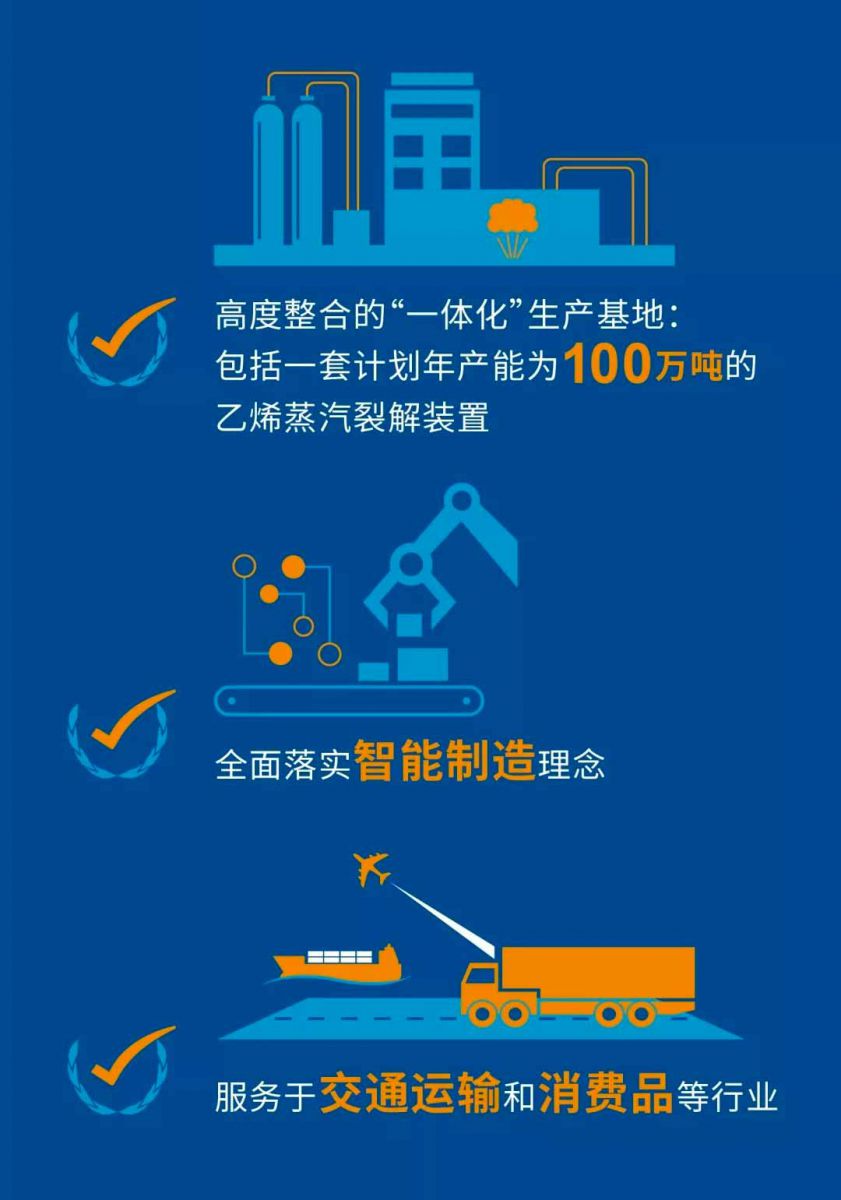 高度整合的“一体化”生产基地：
包括一套计划年产能为100万吨的
乙烯蒸汽裂解装置
全面落实智能制造理念
服务于交通运输和消费品等行业